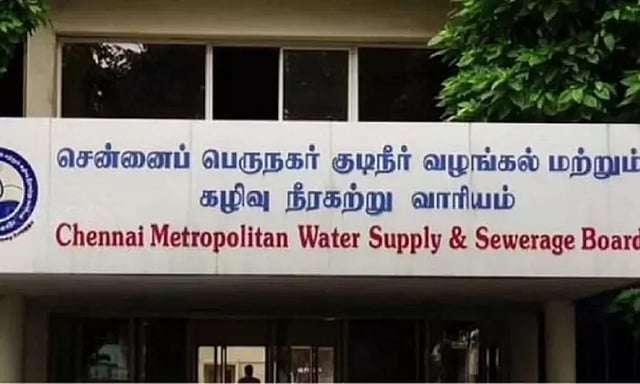 சென்னைப் பெருநகர் குடிநீர் வழங்கல் மற்றும்
கழிவு நீரகற்று வாரியம்
Chennai Metropolitan Water Supply & Sewerage Board